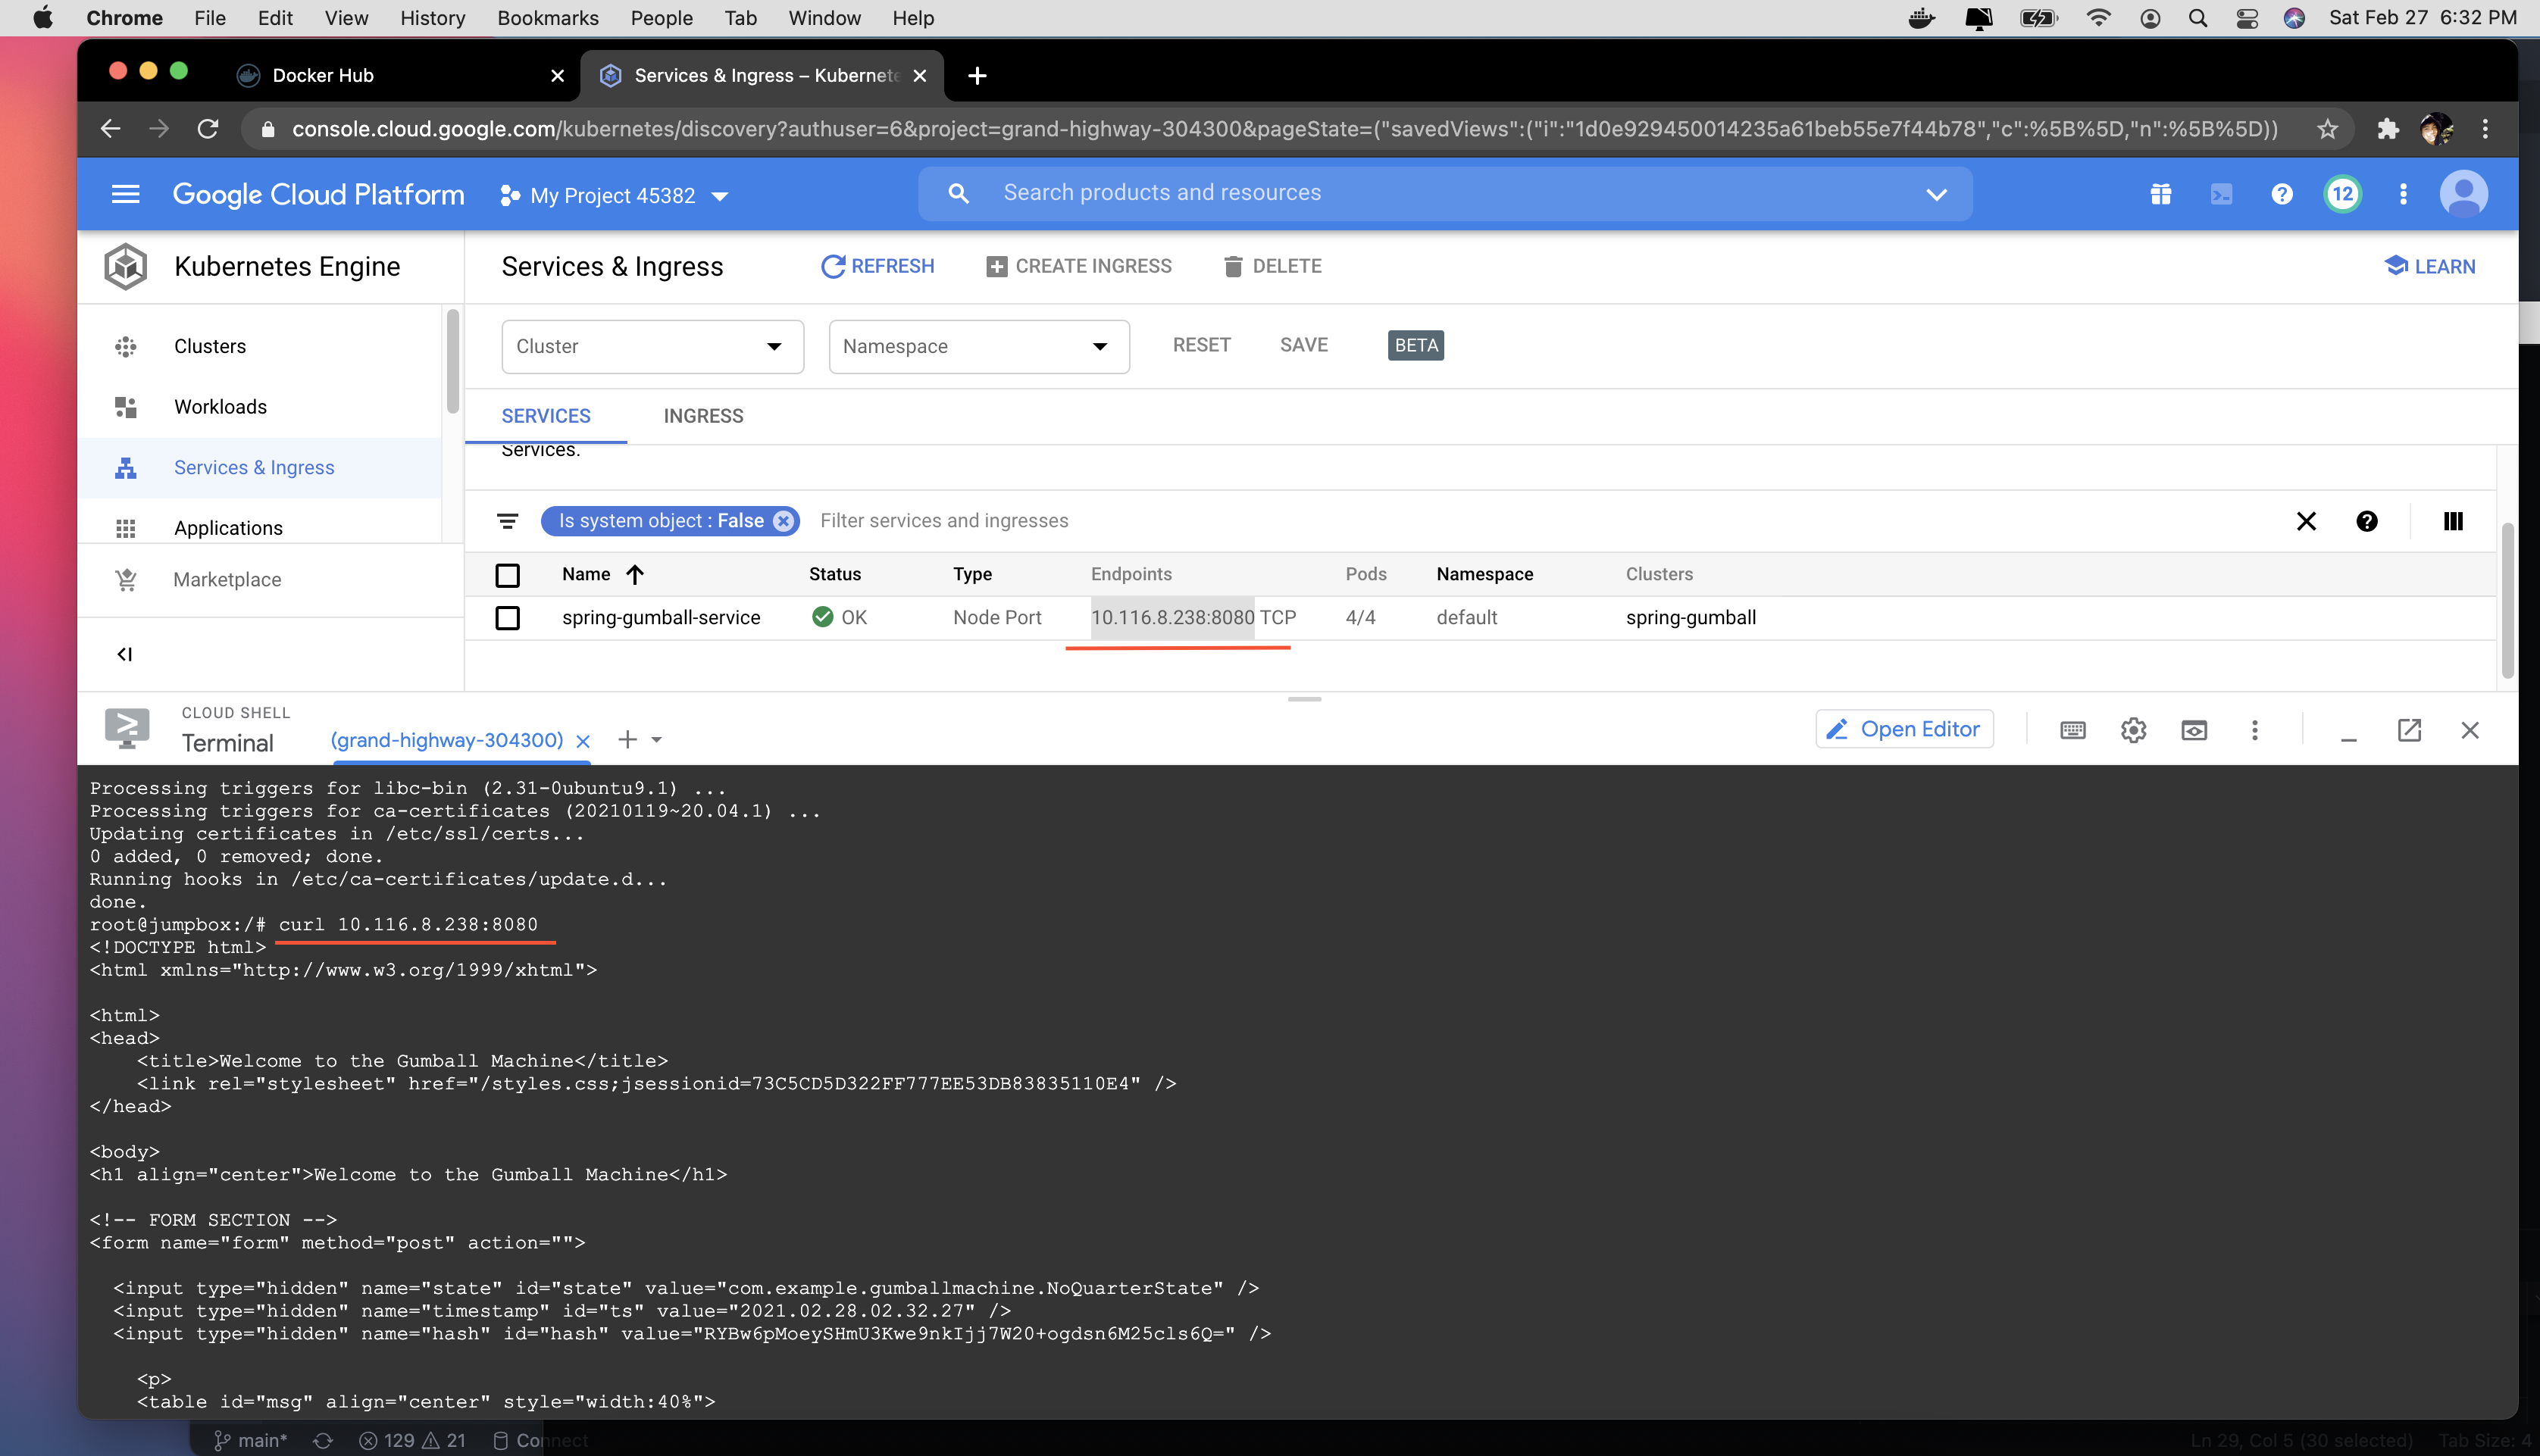 Chrome File Edit View History Bookmarks People Tab Window Help Sat Feb 27 6:32 PM
Docker Hub Services & Ingress – Kubernete
console.cloud.google.com/kubernetes/discovery?authuser=6&project=grand-highway-304300&pageState=("savedViews":("i":"1d0e929450014235a61beb55e7f44b78","c":%5B%5D,"n":%5B%5D))
Google Cloud Platform My Project 45382 Search products and resources 12
Kubernetes Engine Services & Ingress REFRESH CREATE INGRESS DELETE LEARN
Clusters Cluster Namespace RESET SAVE BETA
Workloads SERVICES INGRESS
Services.
Services & Ingress
Applications Is system object : False Filter services and ingresses
Marketplace Name Status Type Endpoints Pods Namespace Clusters
spring-gumball-service OK Node Port 10.116.8.238:8080 TCP 4/4 default spring-gumball
CLOUD SHELL
Terminal (grand-highway-304300) Open Editor
Processing triggers for libc-bin (2.31-0ubuntu9.1) ...
Processing triggers for ca-certificates (20210119~20.04.1) ...
Updating certificates in /etc/ssl/certs...
0 added, 0 removed; done.
Running hooks in /etc/ca-certificates/update.d...
done.
root@jumpbox:/# curl 10.116.8.238:8080
<!DOCTYPE html>
<html xmlns="http://www.w3.org/1999/xhtml">
<html>
<head>
<title>Welcome to the Gumball Machine</title>
<link rel="stylesheet" href="/styles.css;jsessionid=73C5CD5D322FF777EE53DB83835110E4" />
</head>
<body>
<h1 align="center">Welcome to the Gumball Machine</h1>
<!-- FORM SECTION -->
<form name="form" method="post" action="">
<input type="hidden" name="state" id="state" value="com.example.gumballmachine.NoQuarterState" />
<input type="hidden" name="timestamp" id="ts" value="2021.02.28.02.32.27" />
<input type="hidden" name="hash" id="hash" value="RYBw6pMoeySHmU3Kwe9nkIjj7W20+ogdsn6M25cls6Q=" />
<p>
<table id="msg" align="center" style="width:40%">
main* 129 21 Connect Ln 29, Col 5 (30 selected) Tab Size: 4